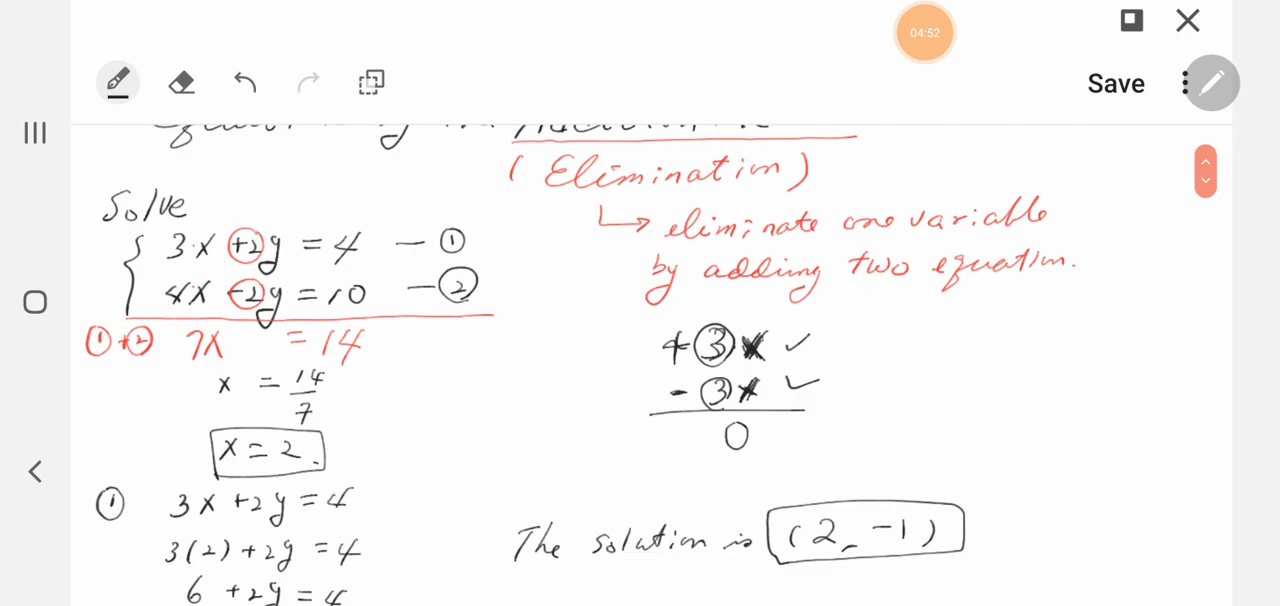 04:52
Save
(Elimination)
Solve
↳ eliminate one variable
by adding two equation.
3x +2y = 4 — ①
4x -2y = 10 — ②
①+② 7x = 14
x = 14/7
x = 2.
+③x ✓
-③x ✓
0
① 3x +2y = 4
3(2) +2y = 4
6 +2y = 4
The solution is (2, -1)